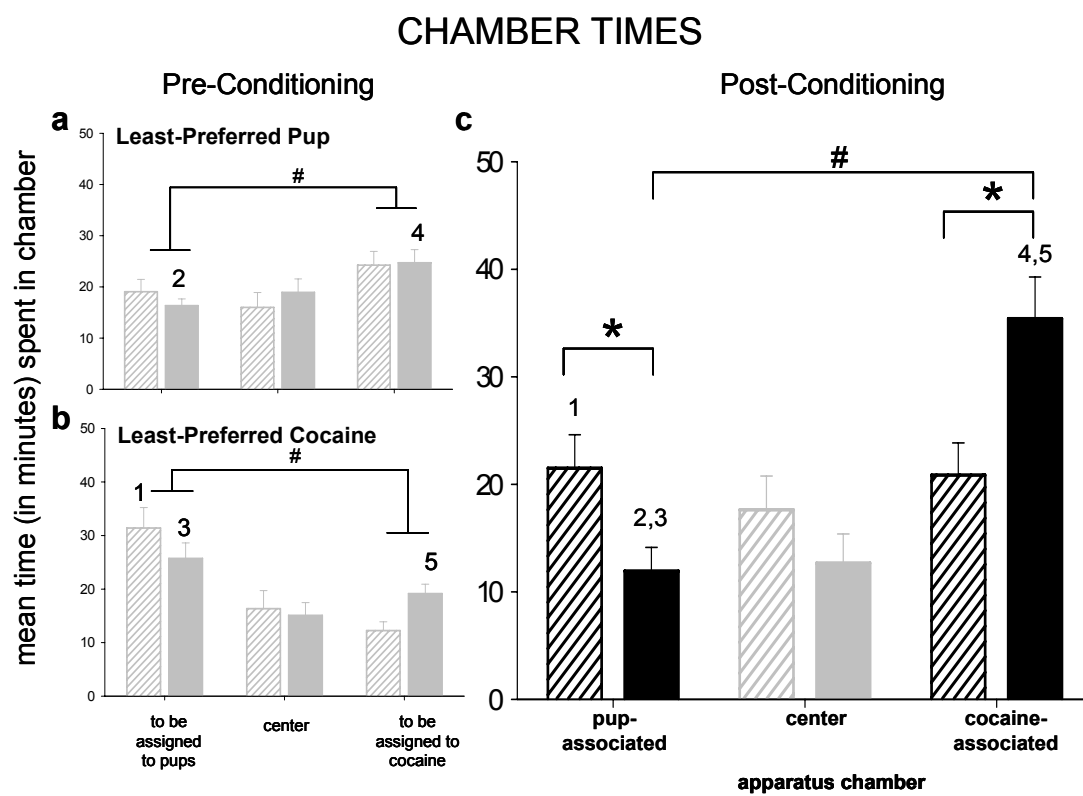 CHAMBER TIMES
Pre-Conditioning
Post-Conditioning
mean time (in minutes) spent in chamber
a
Least-Preferred Pup
50
40
30
20
10
0
#
2
4
b
Least-Preferred Cocaine
50
40
30
20
10
0
#
1
3
5
to be
assigned
to pups
center
to be
assigned to
cocaine
c
50
40
30
20
10
0
#
*
*
1
2,3
4,5
pup-
associated
center
cocaine-
associated
apparatus chamber